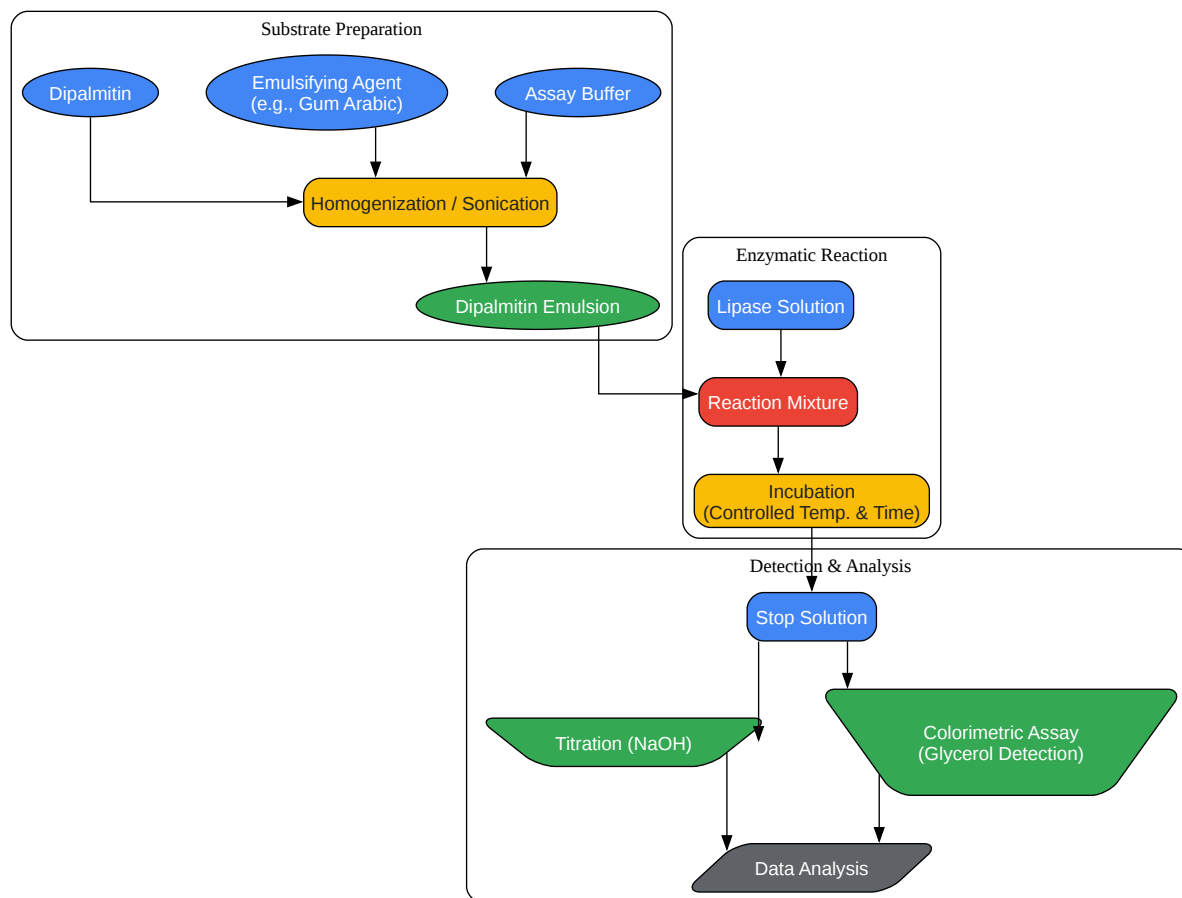 Substrate Preparation
Dipalmitin
Emulsifying Agent
(e.g., Gum Arabic)
Assay Buffer
Homogenization / Sonication
Dipalmitin Emulsion
Enzymatic Reaction
Lipase Solution
Reaction Mixture
Incubation
(Controlled Temp. & Time)
Detection & Analysis
Stop Solution
Titration (NaOH)
Colorimetric Assay
(Glycerol Detection)
Data Analysis